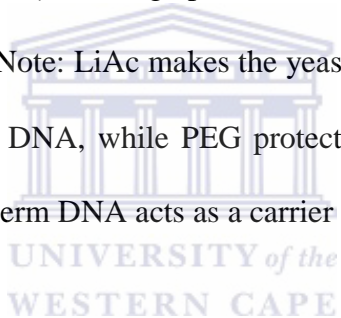 Note: LiAc makes the yeas
DNA, while PEG protect
erm DNA acts as a carrier
UNIVERSITY of the
WESTERN CAPE